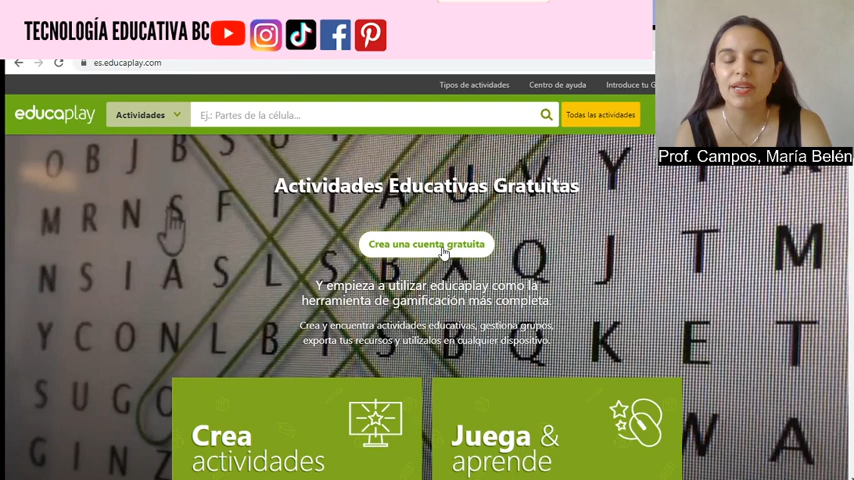 TECNOLOGÍA EDUCATIVA BC
es.educaplay.com
Tipos de actividades
Centro de ayuda
Introduce tu G
educaplay
Actividades
Ej.: Partes de la célula...
Todas las actividades
Prof. Campos, María Belén
Actividades Educativas Gratuitas
Crea una cuenta gratuita
Y empieza a utilizar educaplay como la
herramienta de gamificación más completa.
Crea y encuentra actividades educativas, gestiona grupos,
exporta tus recursos y utilízalos en cualquier dispositivo.
Crea
actividades
Juega &
aprende